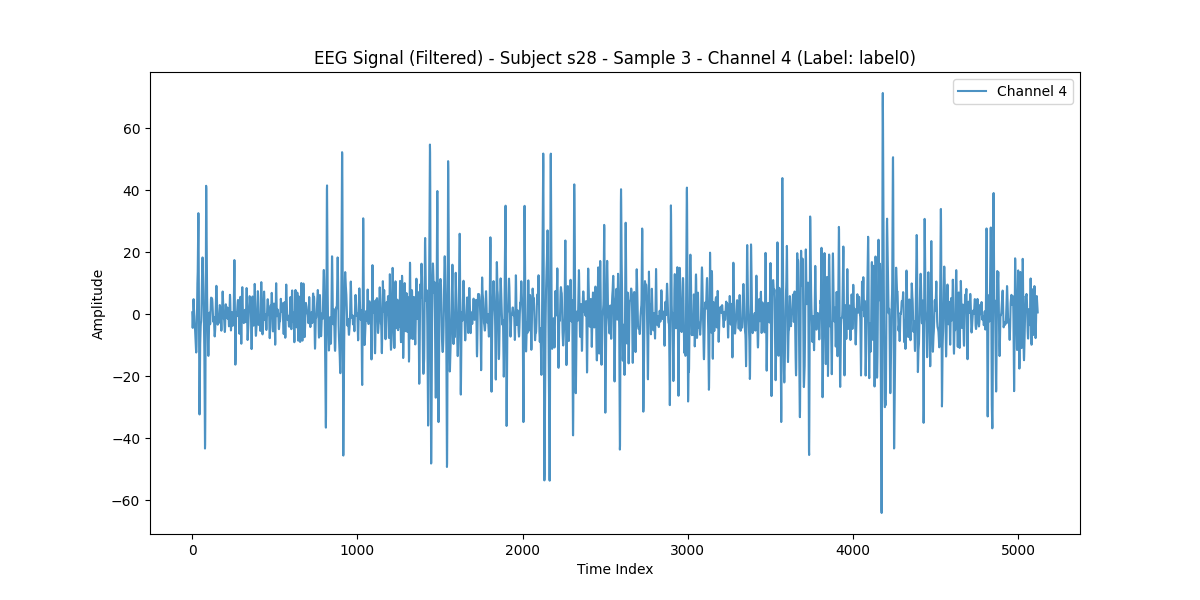 EEG Signal (Filtered) - Subject s28 - Sample 3 - Channel 4 (Label: label0)
Channel 4
60
40
20
0
−20
−40
−60
Amplitude
0 1000 2000 3000 4000 5000
Time Index